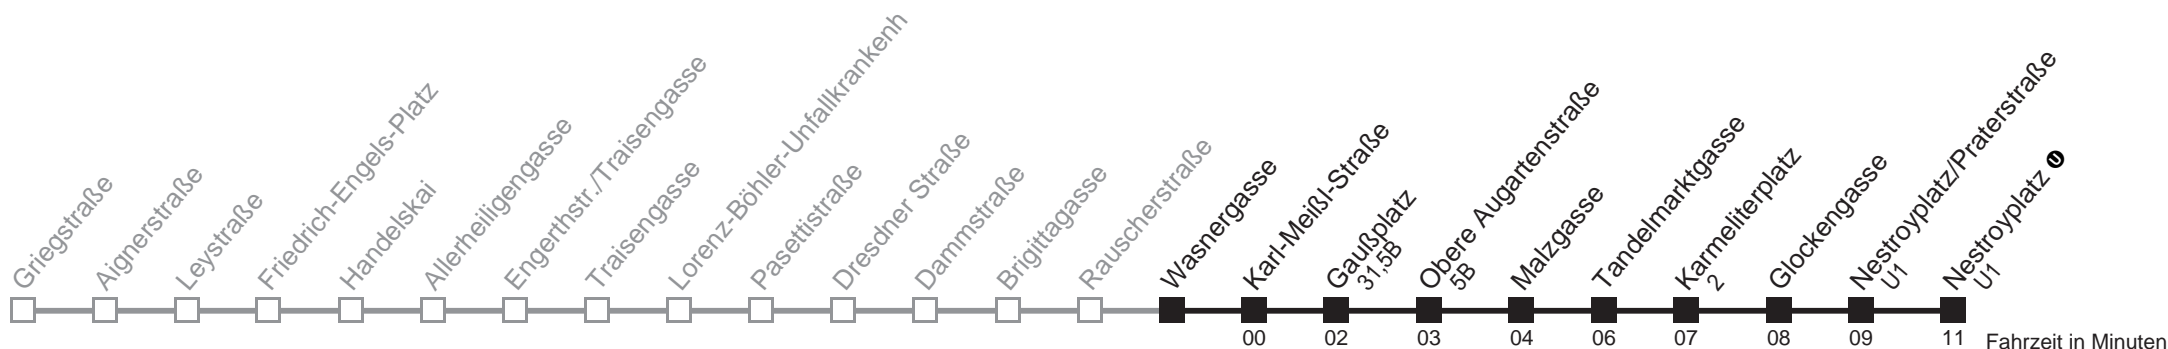 Griegstraße
Aignerstraße
Leystraße
Friedrich-Engels-Platz
Handelskai
Allerheiligengasse
Engerthstr./Traisengasse
Traisengasse
Lorenz-Böhler-Unfallkrankenh
Pasettistraße
Dresdner Straße
Dammstraße
Brigittagasse
Rauscherstraße
Wasnergasse
Karl-Meißl-Straße
Gaußplatz
31,5B
Obere Augartenstraße
5B
Malzgasse
Tandelmarktgasse
Karmeliterplatz
2
Glockengasse
Nestroyplatz/Praterstraße
U1
Nestroyplatz U
U1
00 02 03 04 06 07 08 09 11 Fahrzeit in Minuten